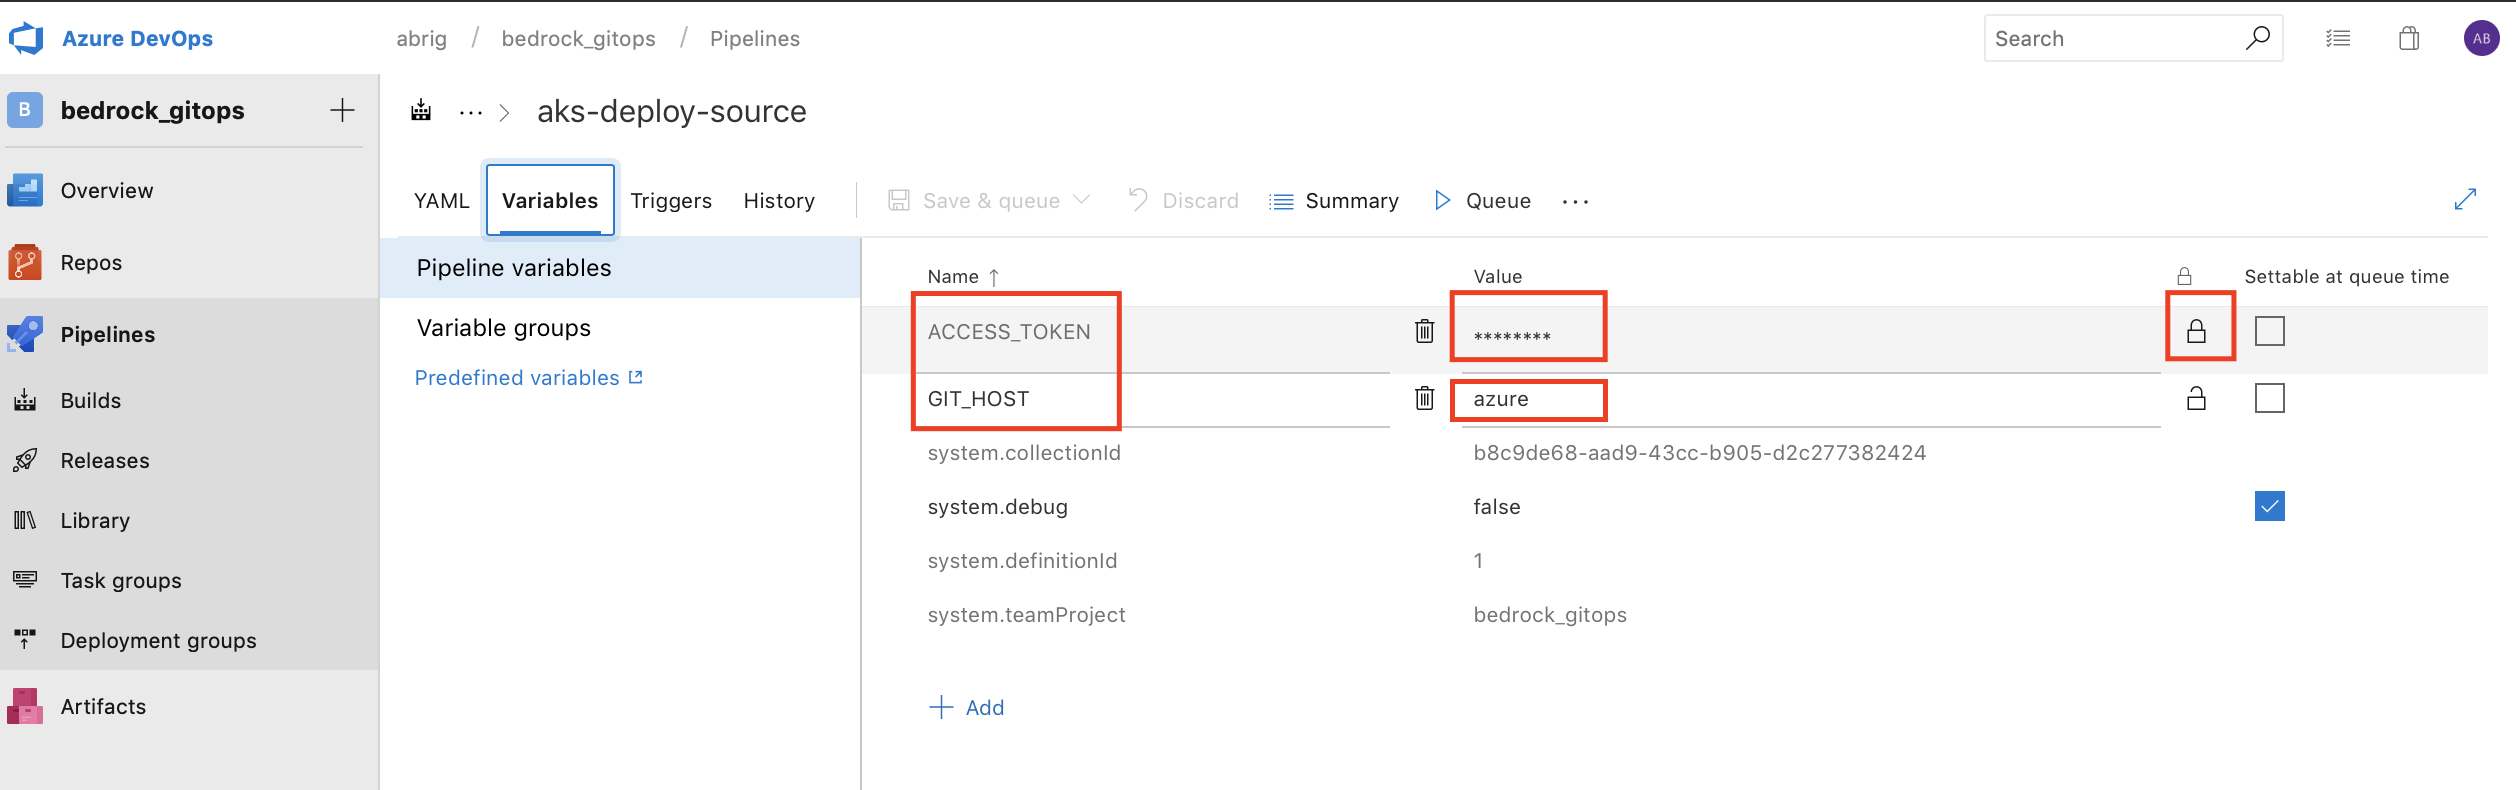 Azure DevOps
abrig / bedrock_gitops / Pipelines
Search
AB
B bedrock_gitops
Overview
Repos
Pipelines
Builds
Releases
Library
Task groups
Deployment groups
Artifacts
... > aks-deploy-source
YAML Variables Triggers History Save & queue Discard Summary Queue ...
Pipeline variables
Variable groups
Predefined variables
Name ↑ Value Settable at queue time
ACCESS_TOKEN ********
GIT_HOST azure
system.collectionId b8c9de68-aad9-43cc-b905-d2c277382424
system.debug false
system.definitionId 1
system.teamProject bedrock_gitops
+ Add